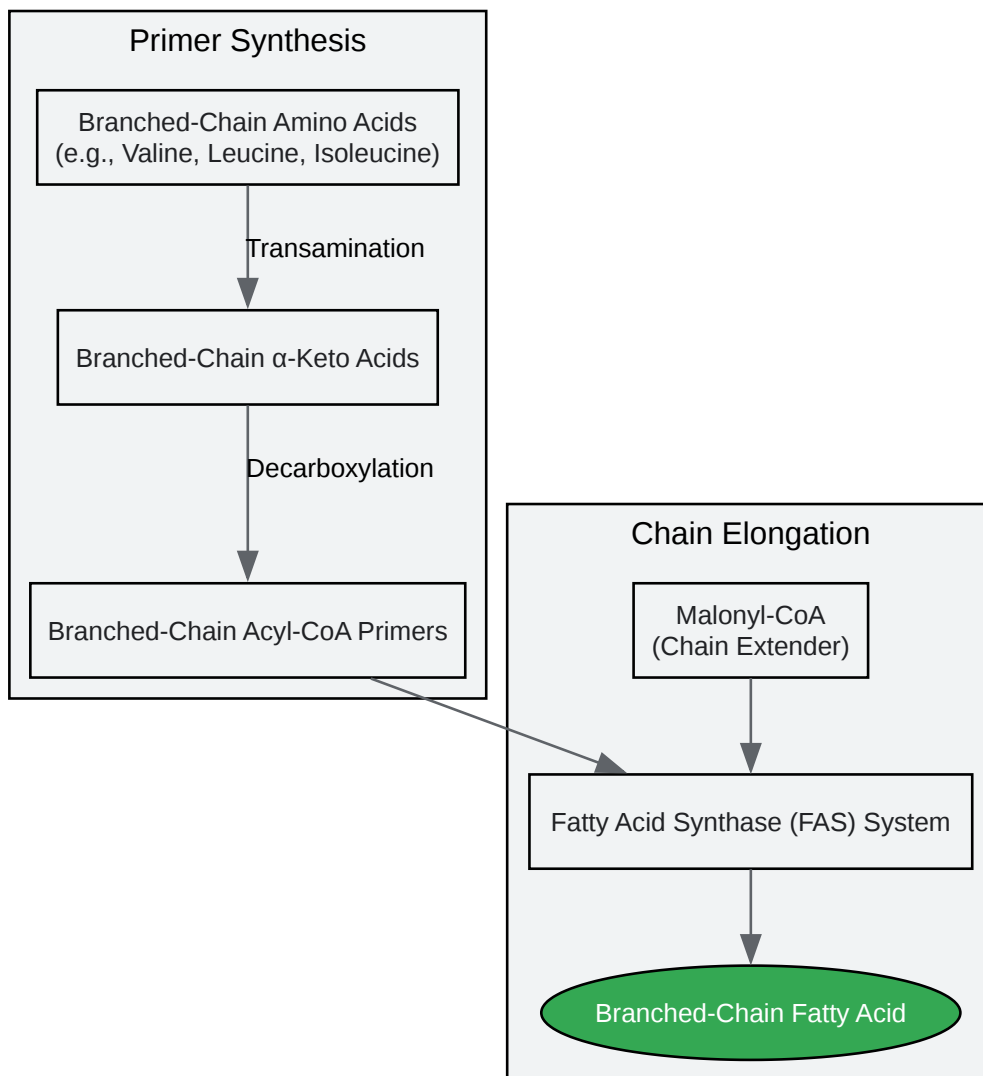 Primer Synthesis
Branched-Chain Amino Acids
(e.g., Valine, Leucine, Isoleucine)
Transamination
Branched-Chain α-Keto Acids
Decarboxylation
Branched-Chain Acyl-CoA Primers
Chain Elongation
Malonyl-CoA
(Chain Extender)
Fatty Acid Synthase (FAS) System
Branched-Chain Fatty Acid